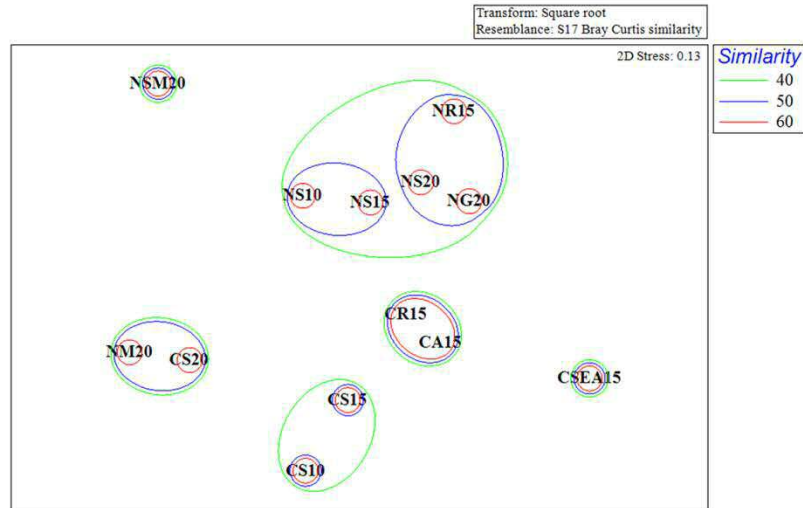 Transform: Square root
Resemblance: S17 Bray Curtis similarity
2D Stress: 0.13
Similarity
40
50
60
NSM20
NR15
NS20
NS10
NS15
NG20
CR15
CA15
NM20
CS20
CSEA15
CS15
CS10